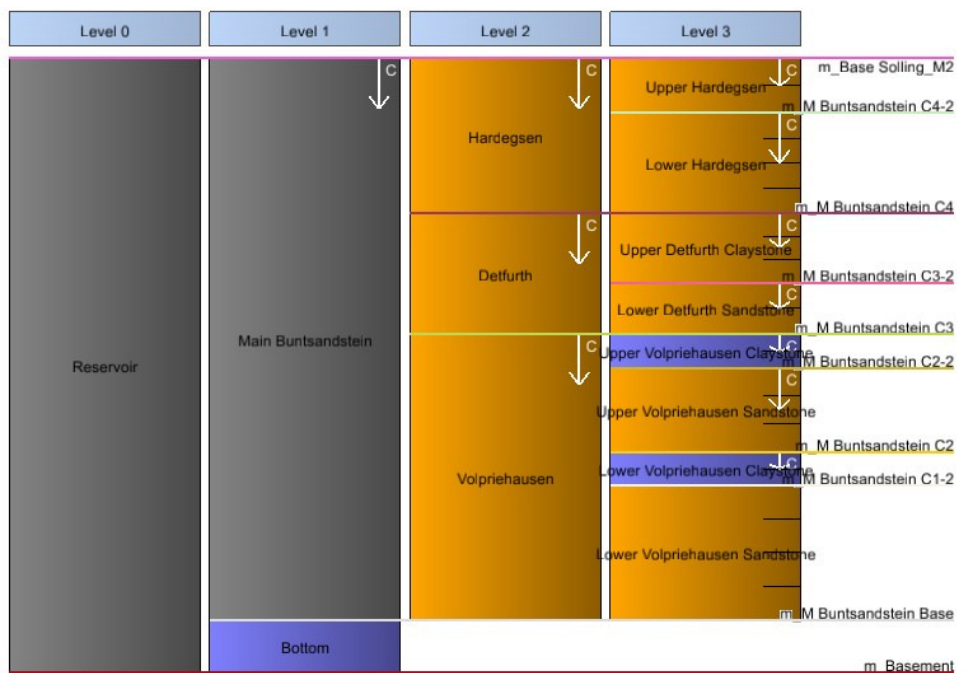 Level 0 Level 1 Level 2 Level 3
m_Base Solling_M2
C C C C
Upper Hardegsen
m_M Buntsandstein C4-2
C
Hardegsen
Lower Hardegsen
m_M Buntsandstein C4
C C
Upper Detfurth Claystone
Detfurth
m_M Buntsandstein C3-2
C
Lower Detfurth Sandstone
m_M Buntsandstein C3
Main Buntsandstein
C C
Upper Volpriehausen Claystone
m_M Buntsandstein C2-2
Reservoir
C
Upper Volpriehausen Sandstone
m_M Buntsandstein C2
C
Lower Volpriehausen Claystone
Volpriehausen
m_M Buntsandstein C1-2
Lower Volpriehausen Sandstone
m_M Buntsandstein Base
Bottom
m_Basement